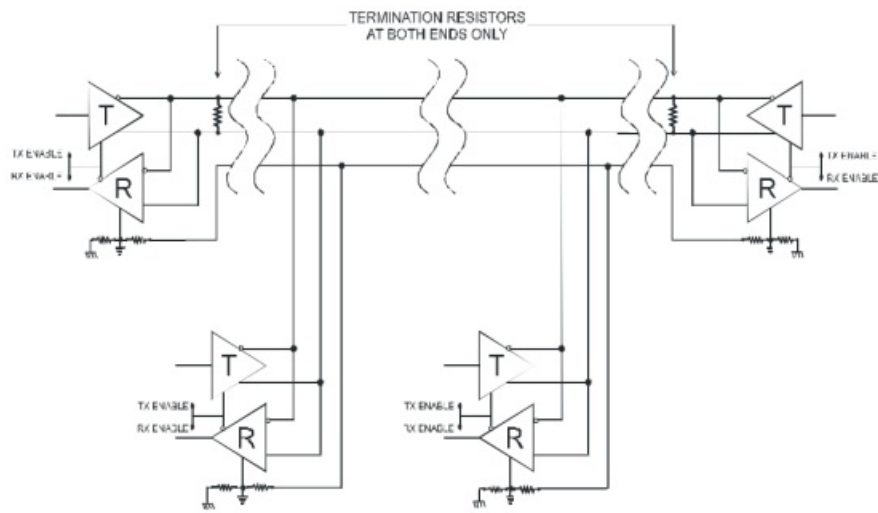 TERMINATION RESISTORS
AT BOTH ENDS ONLY
T
T
TX ENABLE
RX ENABLE
TX ENABLE
RX ENABLE
R
R
T
T
TX ENABLE
RX ENABLE
TX ENABLE
RX ENABLE
R
R